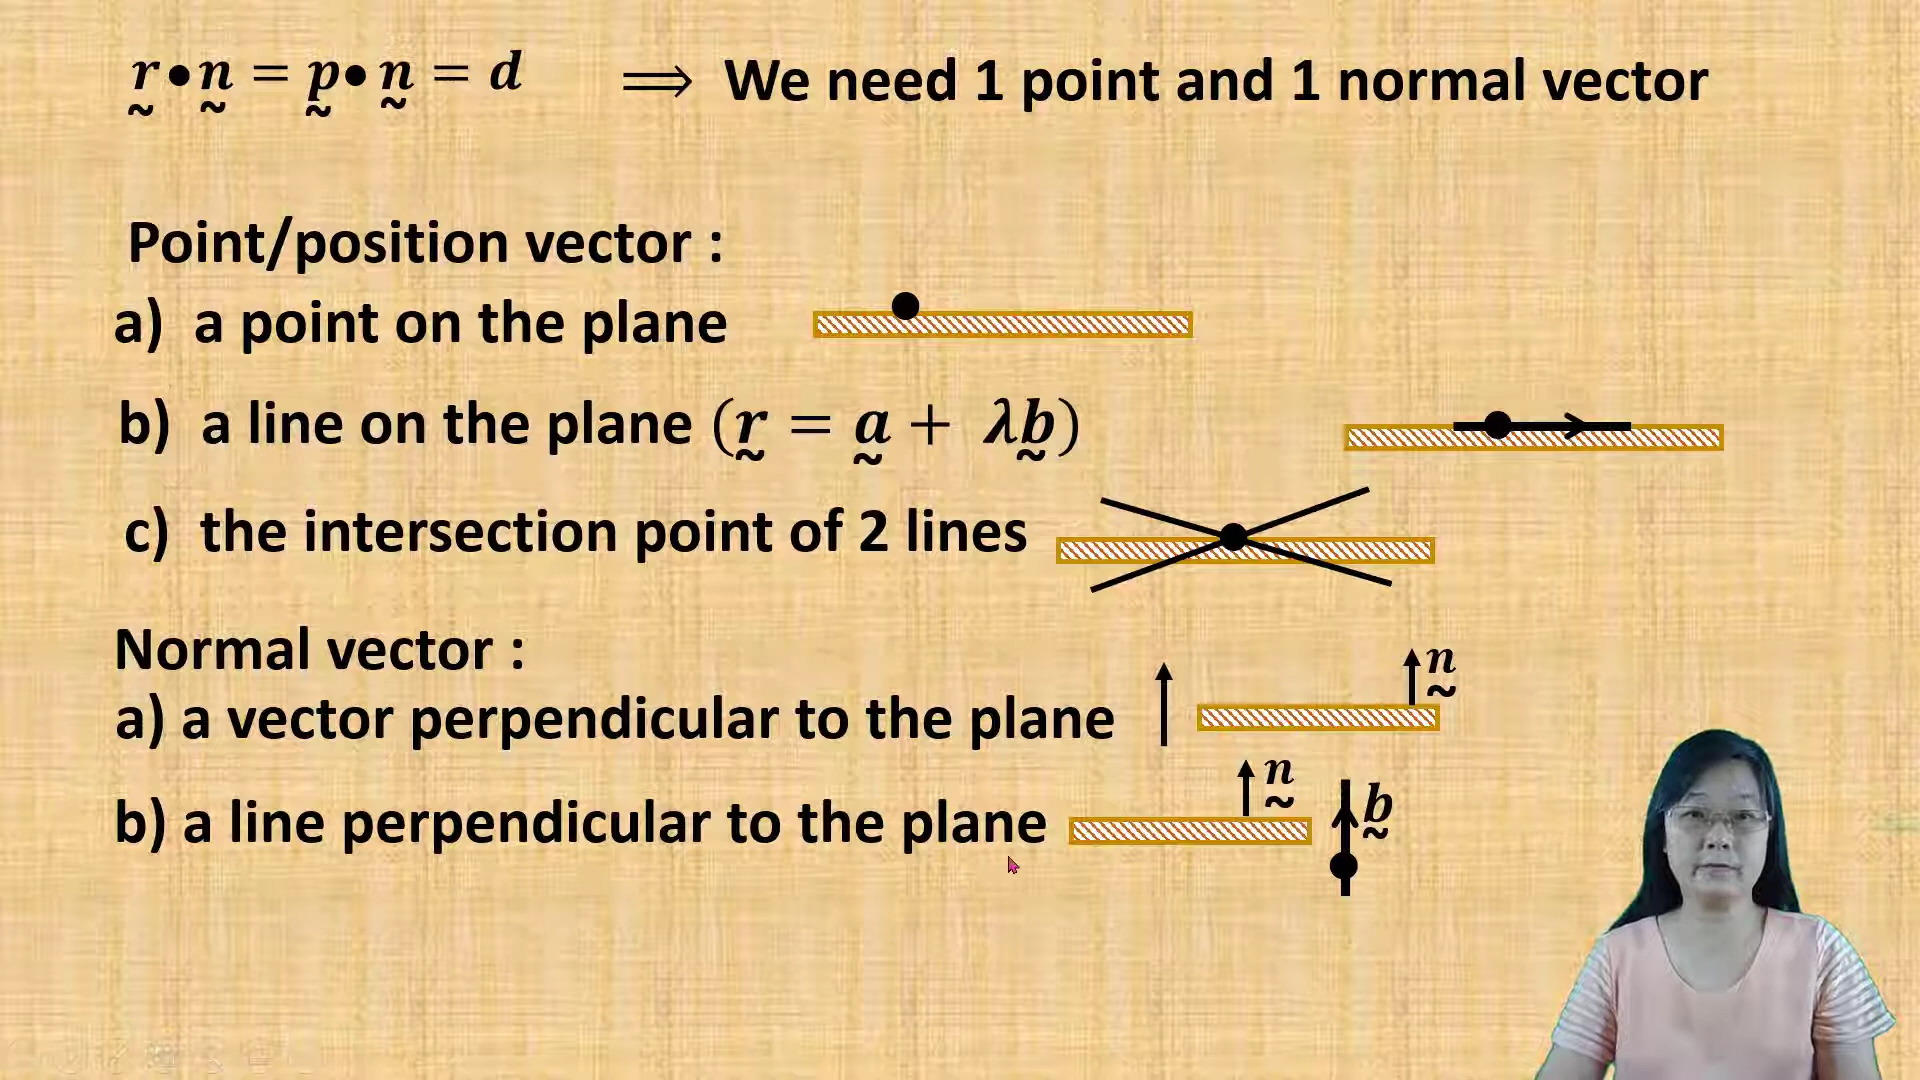 r • n = p • n = d ⟹ We need 1 point and 1 normal vector
Point/position vector :
a) a point on the plane
b) a line on the plane (r = a + λb)
c) the intersection point of 2 lines
Normal vector :
n
a) a vector perpendicular to the plane
n
b
b) a line perpendicular to the plane